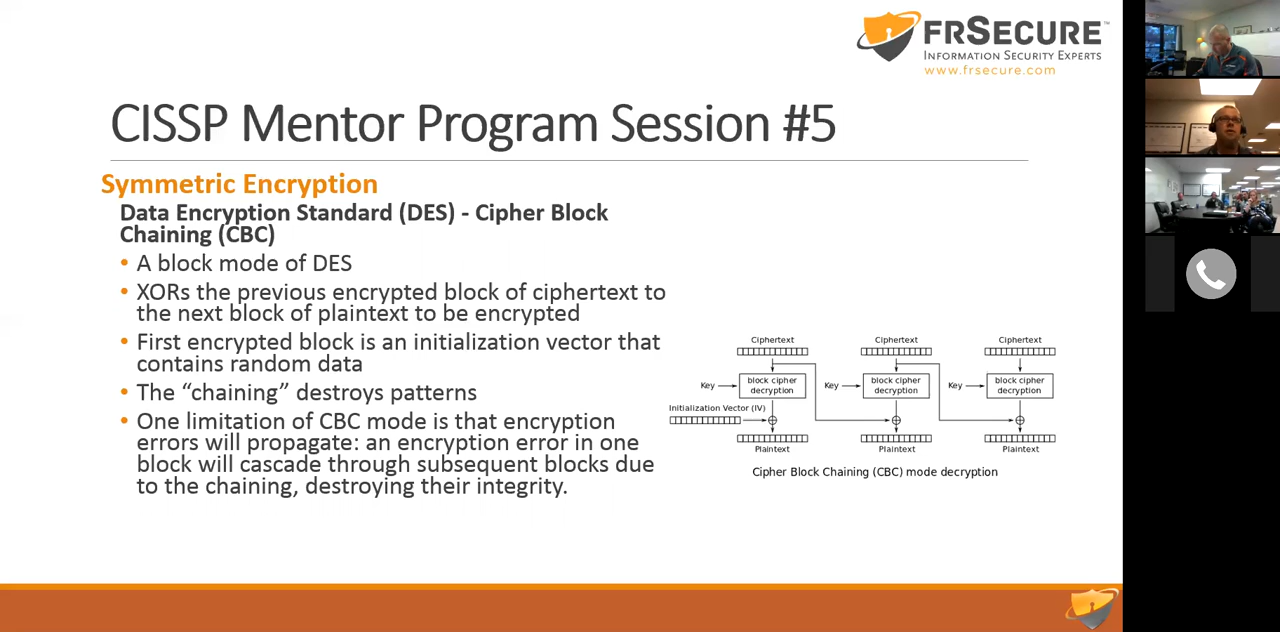 FRSECURE™
INFORMATION SECURITY EXPERTS
www.frsecure.com
CISSP Mentor Program Session #5
Symmetric Encryption
Data Encryption Standard (DES) - Cipher Block
Chaining (CBC)
• A block mode of DES
• XORs the previous encrypted block of ciphertext to
the next block of plaintext to be encrypted
• First encrypted block is an initialization vector that
contains random data
• The “chaining” destroys patterns
• One limitation of CBC mode is that encryption
errors will propagate: an encryption error in one
block will cascade through subsequent blocks due
to the chaining, destroying their integrity.
Ciphertext
Ciphertext
Ciphertext
Key
block cipher
decryption
Key
block cipher
decryption
Key
block cipher
decryption
Initialization Vector (IV)
Plaintext
Plaintext
Plaintext
Cipher Block Chaining (CBC) mode decryption